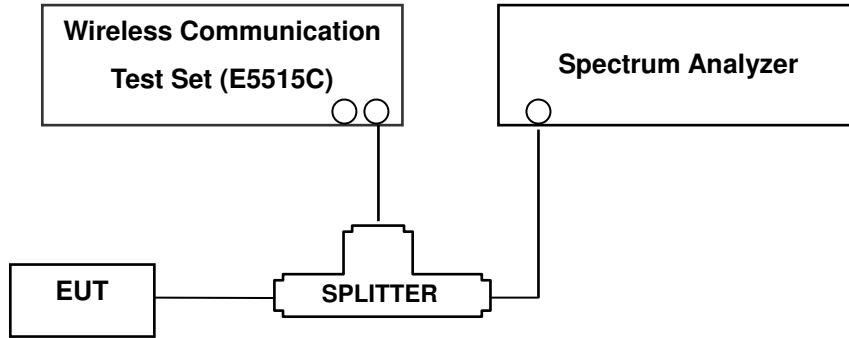 Wireless Communication
Test Set (E5515C)
Spectrum Analyzer
EUT
SPLITTER